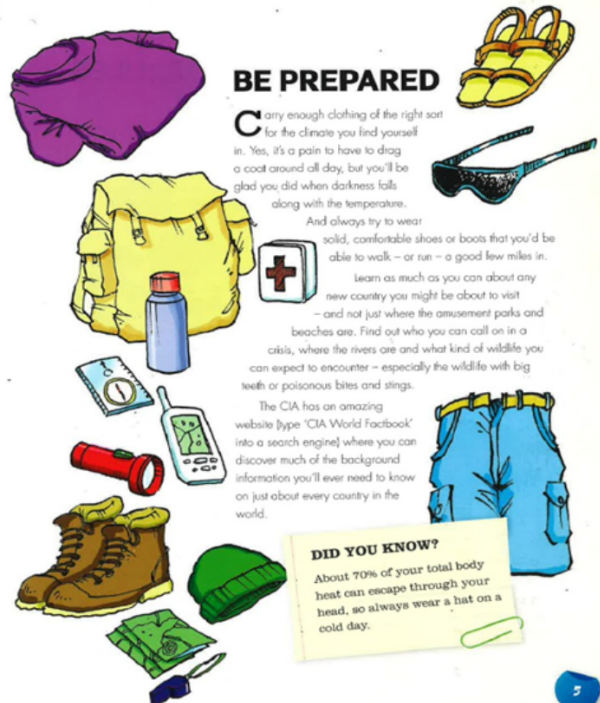 BE PREPARED
Carry enough clothing of the right sort
for the climate you find yourself
in. Yes, it's a pain to have to drag
a coat around all day, but you'll be
glad you did when darkness falls
along with the temperature.
And always try to wear
solid, comfortable shoes or boots that you'd be
able to walk – or run – a good few miles in.
Learn as much as you can about any
new country you might be about to visit
– and not just where the amusement parks and
beaches are. Find out who you can call on in a
crisis, where the rivers are and what kind of wildlife you
can expect to encounter – especially the wildlife with big
teeth or poisonous bites and stings.
The CIA has an amazing
website (type 'CIA World Factbook'
into a search engine) where you can
discover much of the background
information you'll ever need to know
on just about every country in the
world.
DID YOU KNOW?
About 70% of your total body
heat can escape through your
head, so always wear a hat on a
cold day.
5